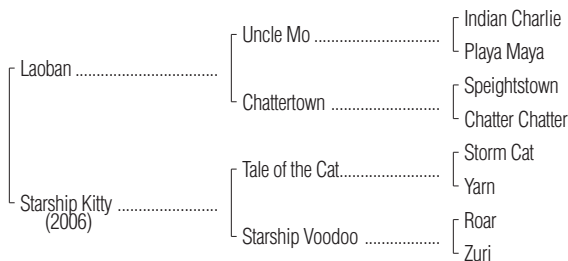 Indian Charlie
Uncle Mo ..............................
Playa Maya
Laoban ..................................
Speightstown
Chattertown ..........................
Chatter Chatter
Storm Cat
Tale of the Cat........................
Yarn
Starship Kitty ........................
(2006)
Roar
Starship Voodoo ..................
Zuri